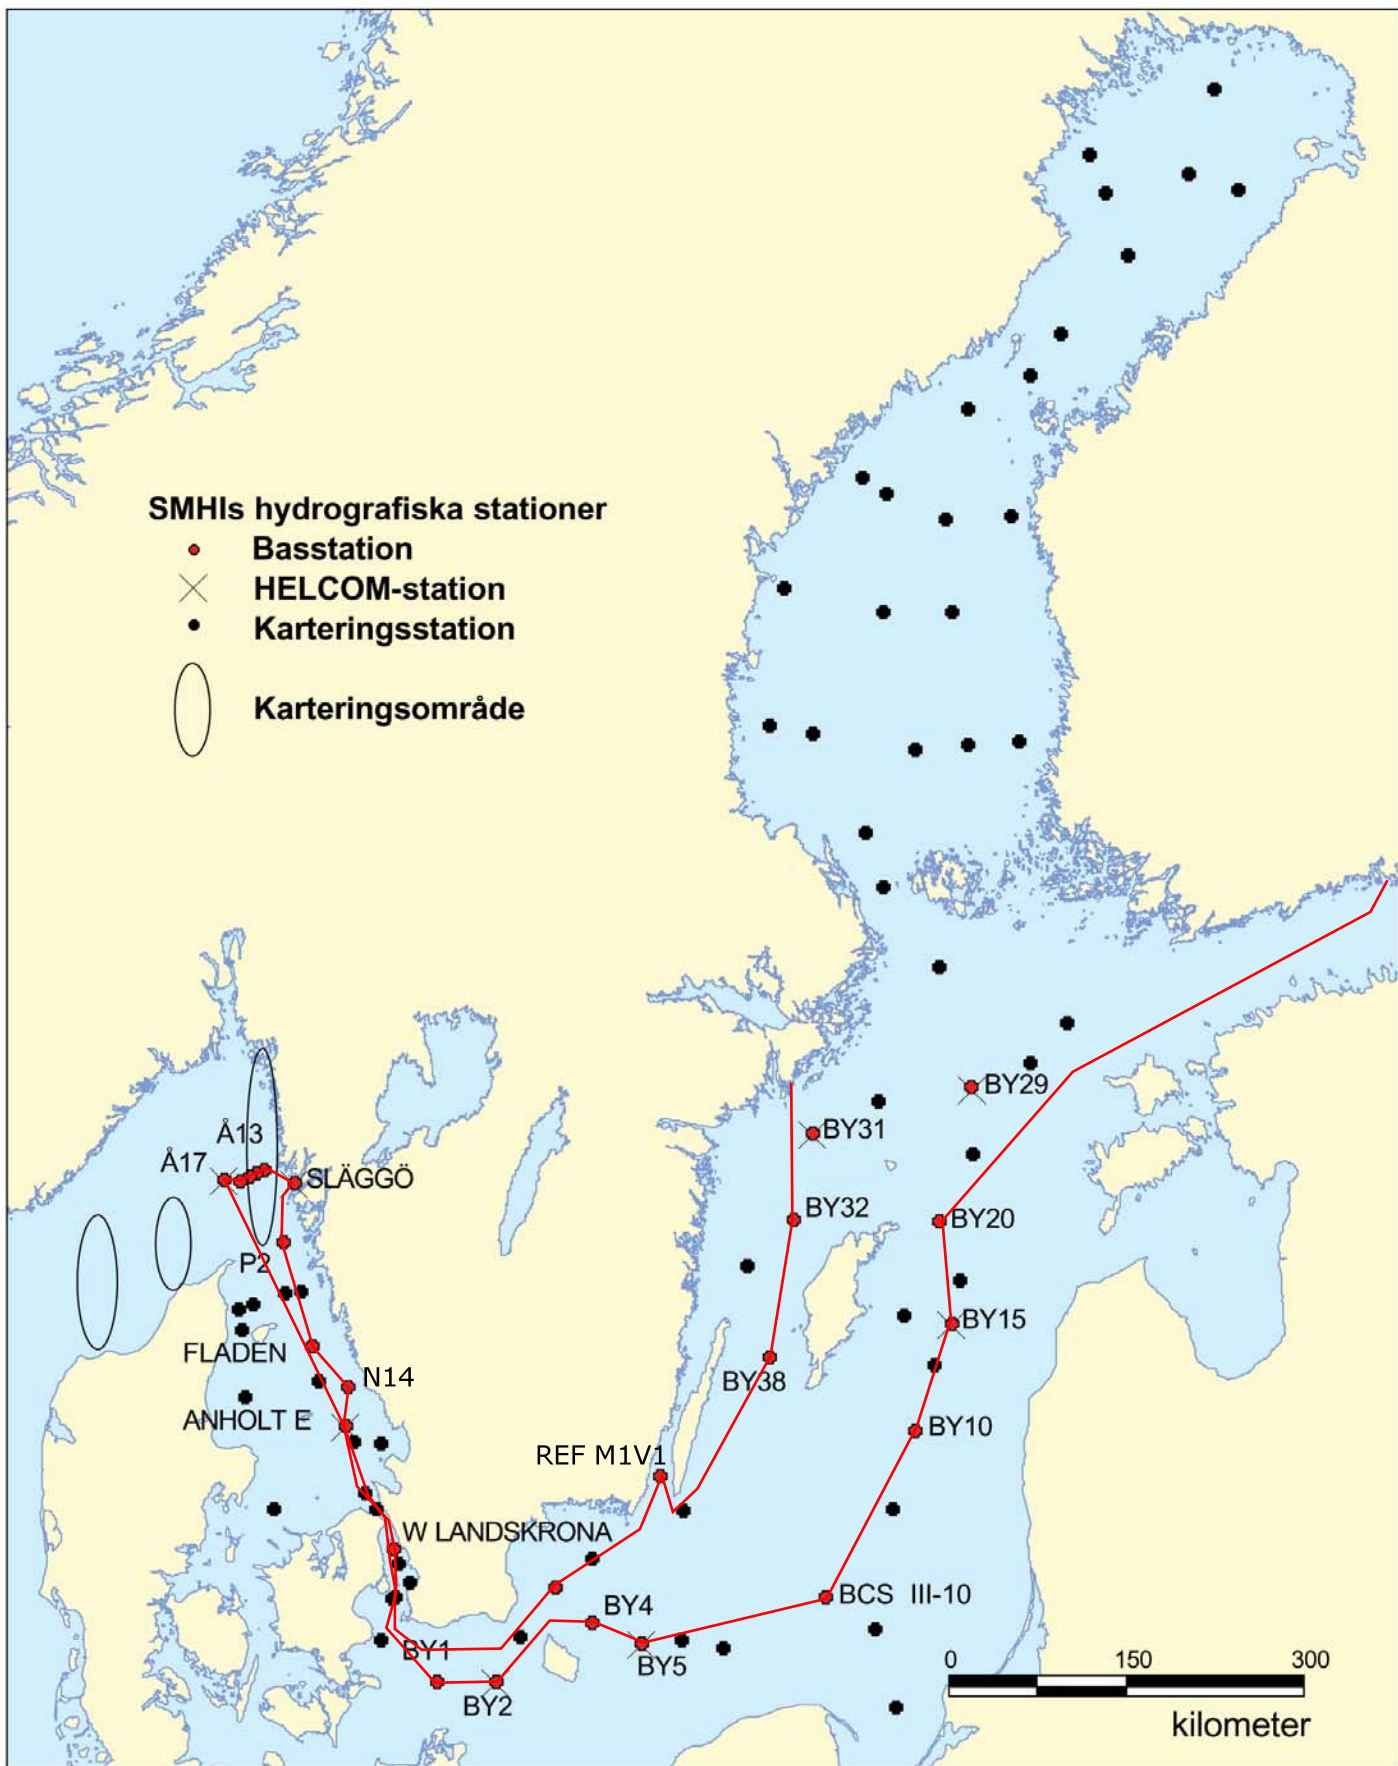 SMHIs hydrografiska stationer
Basstation
HELCOM-station
Karteringsstation
Karteringsområde
BY29
Å13
BY31
Å17
SLÄGGÖ
BY32
BY20
P2
BY15
FLADEN
N14
BY38
ANHOLT E
BY10
REF M1V1
W LANDSKRONA
BCS III-10
BY4
BY1
BY5
BY2
0 150 300
kilometer